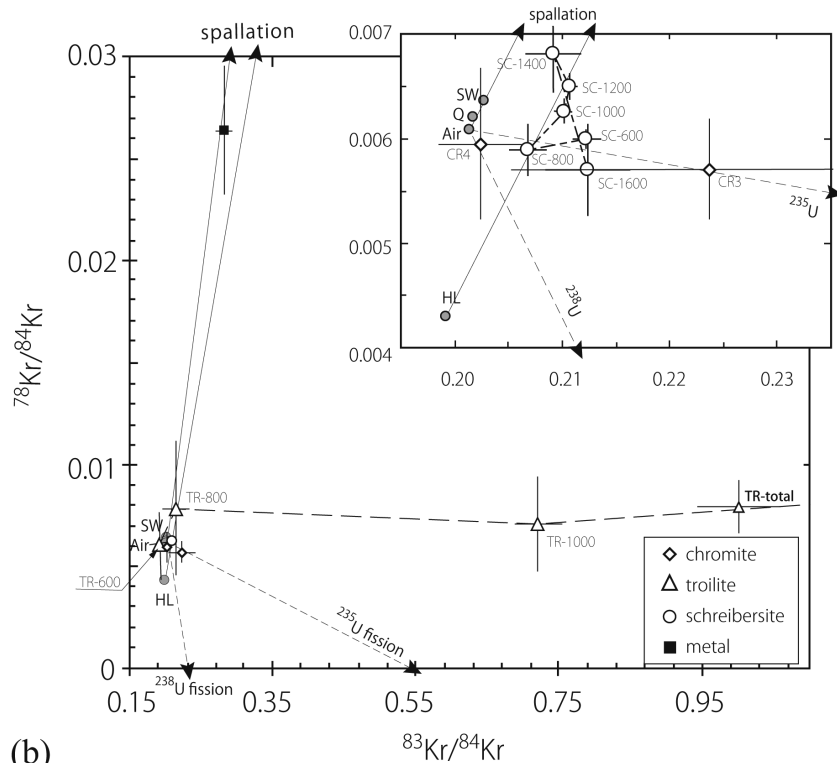 spallation
0.03
0.02
0.01
0
78Kr/84Kr
TR-800
SW
Air
TR-600
HL
TR-1000
TR-total
235U fission
238U fission
0.15
0.35
0.55
0.75
0.95
83Kr/84Kr
(b)
chromite
troilite
schreibersite
metal
spallation
0.007
0.006
0.005
0.004
SC-1400
SC-1200
SW
Q
SC-1000
Air
SC-600
CR4
SC-800
SC-1600
CR3
235U
238U
HL
0.20
0.21
0.22
0.23